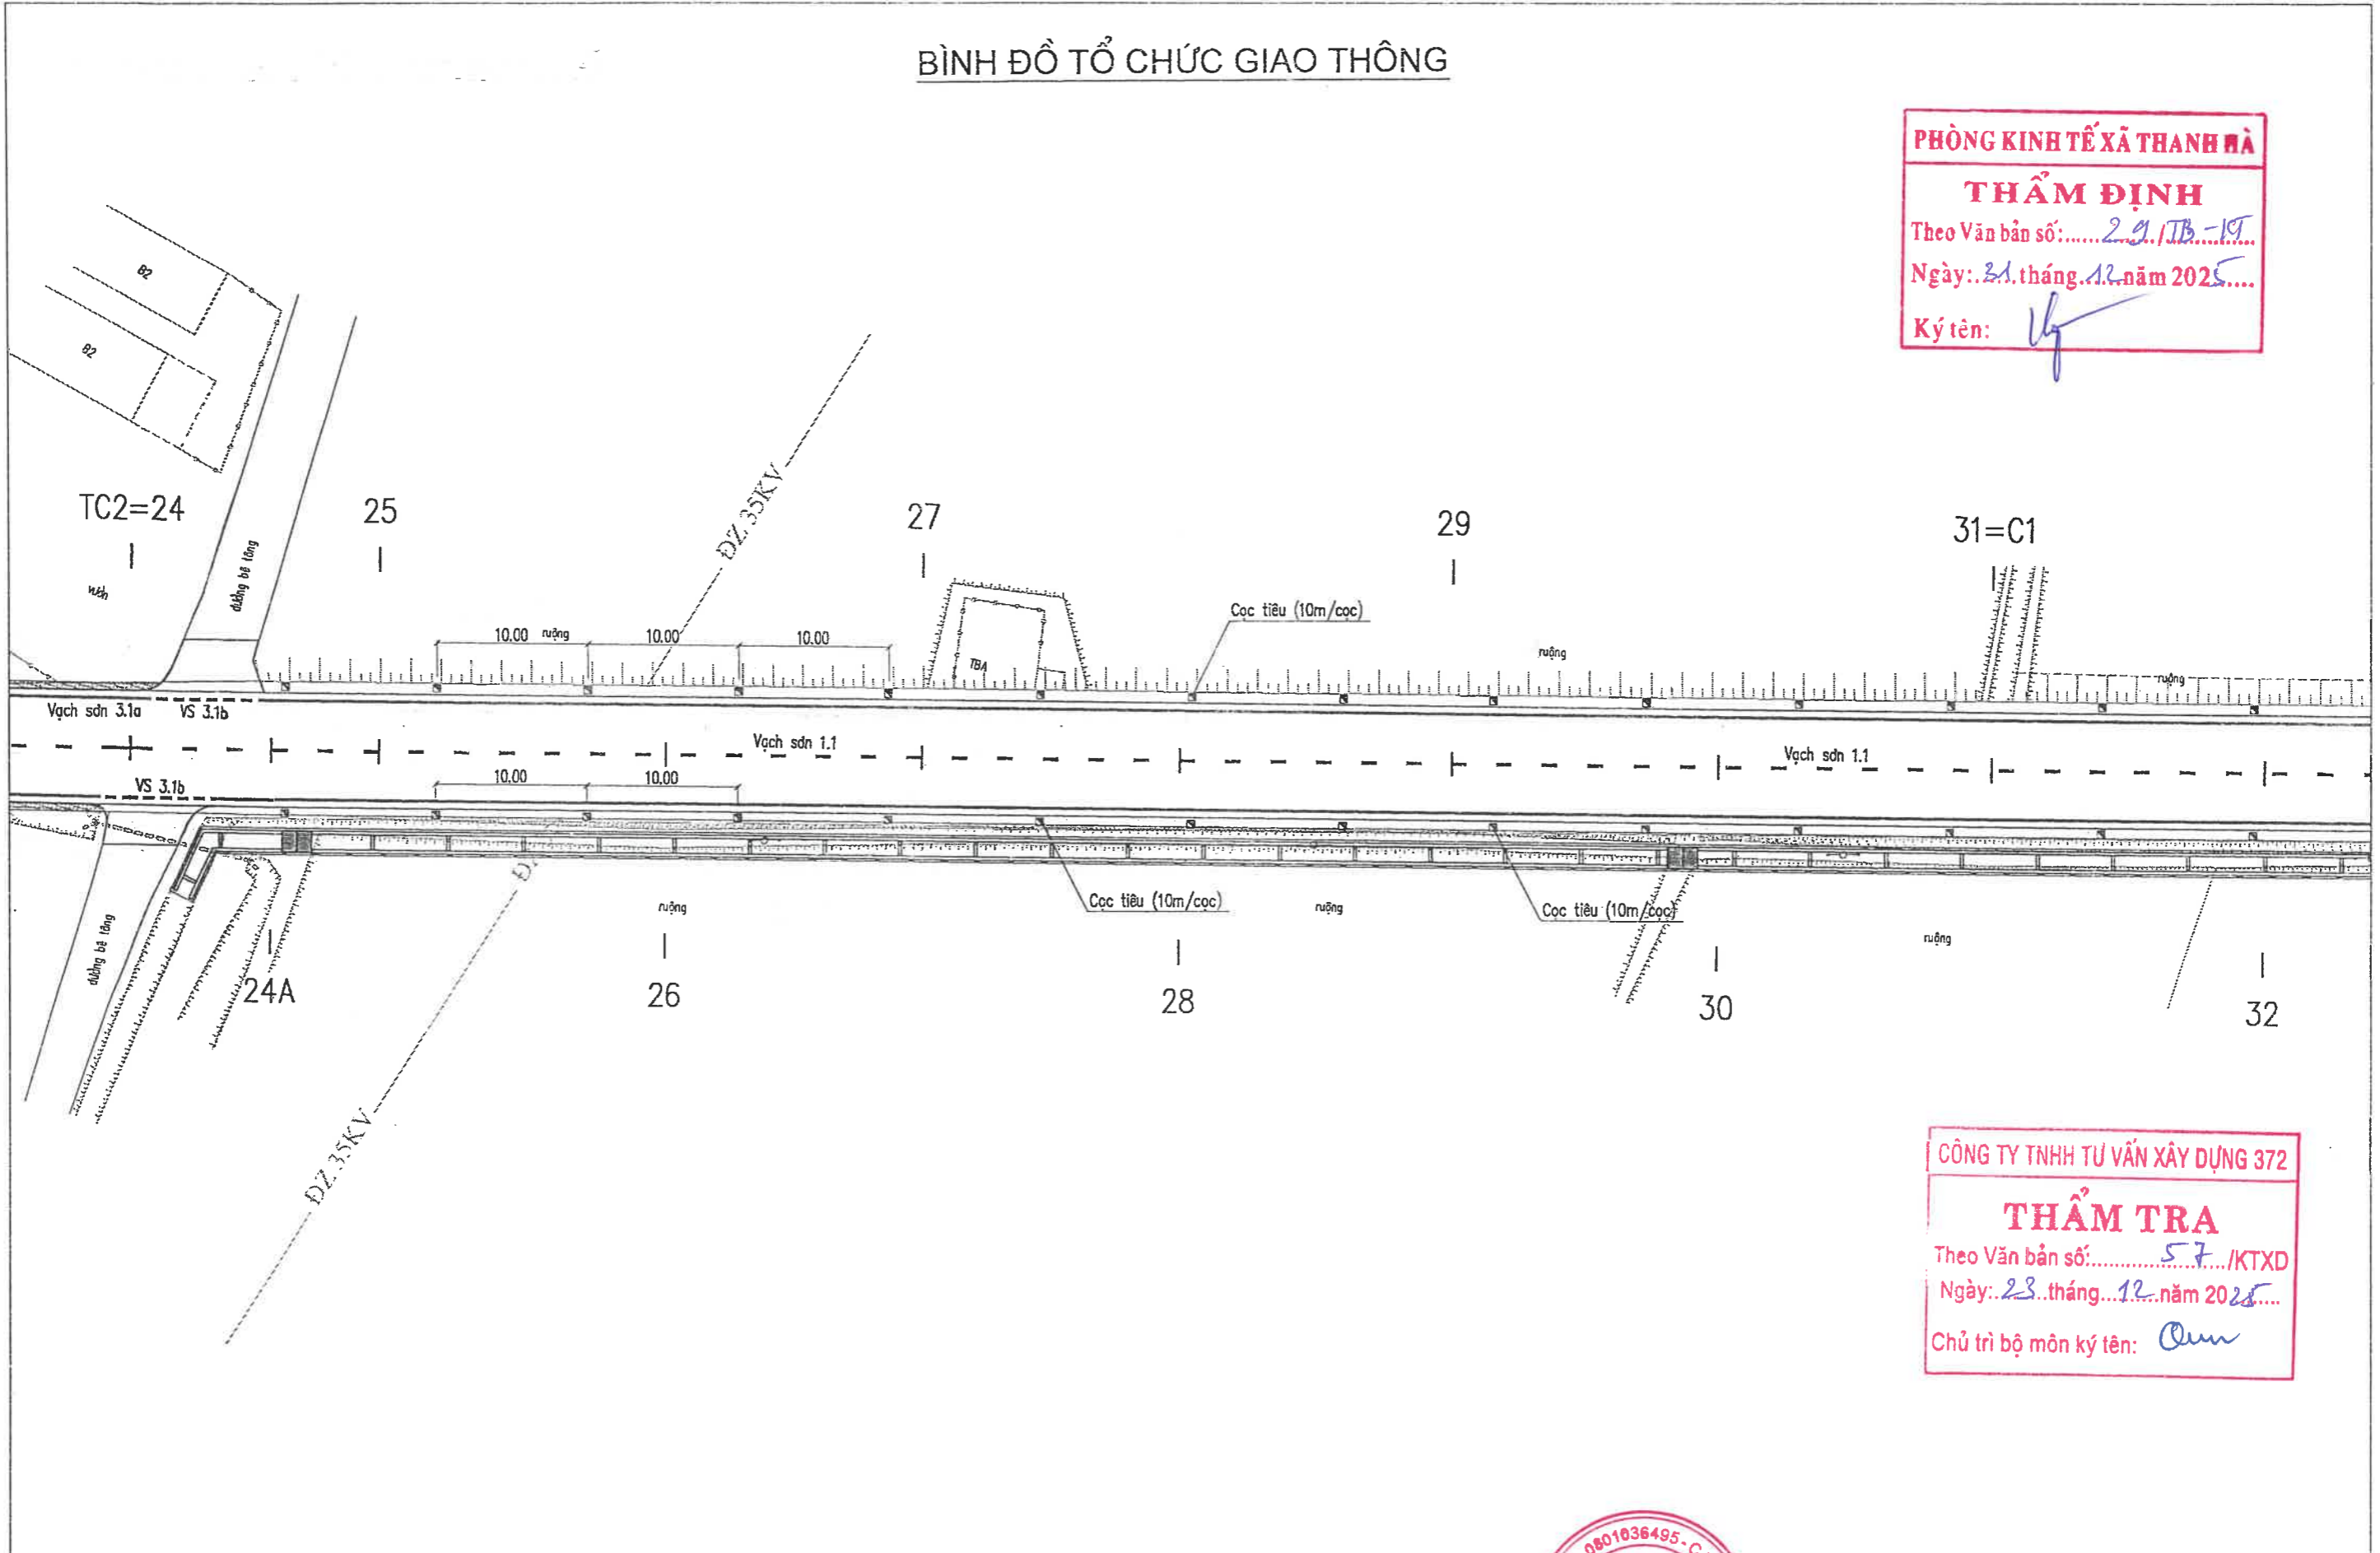 BÌNH ĐỒ TỔ CHỨC GIAO THÔNG
PHÒNG KINH TẾ XÃ THANH HÀ
THẨM ĐỊNH
Theo Văn bản số:......29/TB-KT
Ngày:.31.tháng.12.năm 2025....
Ký tên:
B2
B2
TC2=24
25
27
29
31=C1
ĐZ 35KV
đường bê tông
vườn
Cọc tiêu (10m/cọc)
10.00
ruộng
10.00
10.00
TBA
ruộng
ruộng
Vạch sơn 3.1a
VS 3.1b
Vạch sơn 1.1
Vạch sơn 1.1
VS 3.1b
10.00
10.00
Cọc tiêu (10m/cọc)
Cọc tiêu (10m/cọc)
ruộng
ruộng
ruộng
đường bê tông
24A
26
28
30
32
ĐZ 35KV
CÔNG TY TNHH TƯ VẤN XÂY DỰNG 372
THẨM TRA
Theo Văn bản số:...............57.../KTXD
Ngày:.23..tháng...12..năm 2025....
Chủ trì bộ môn ký tên:
0801036495-C